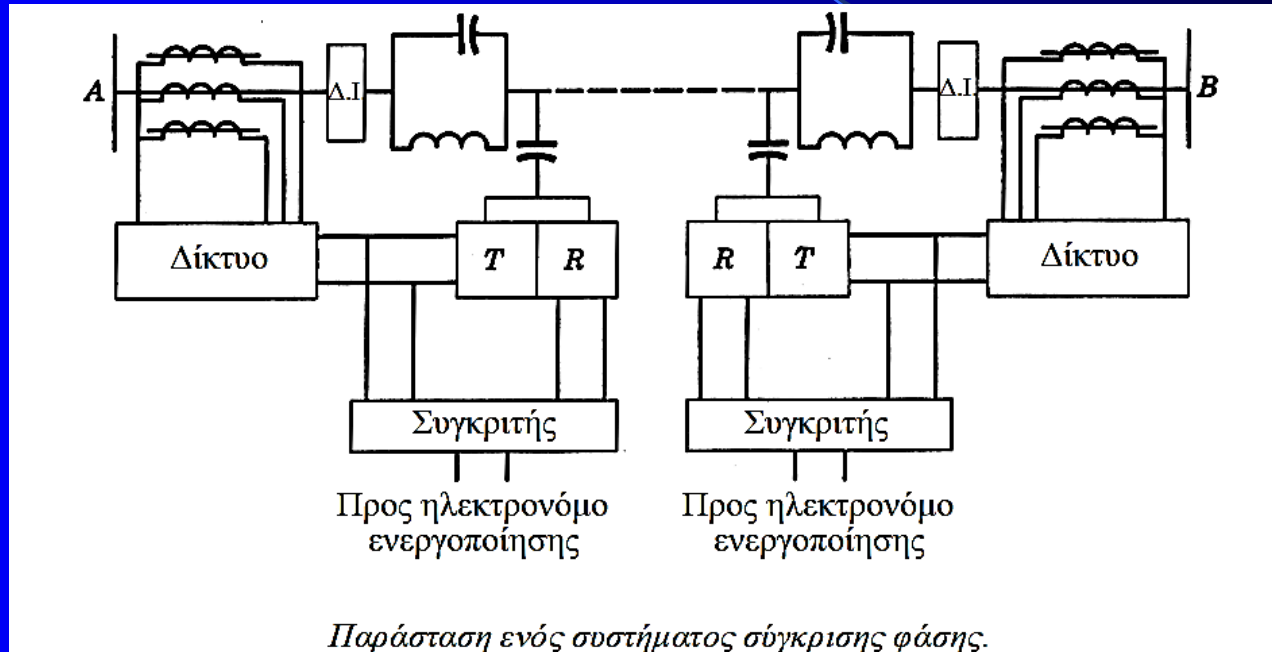 A
Δ.Ι
Δ.Ι.
B
Δίκτυο
T
R
R
T
Δίκτυο
Συγκριτής
Συγκριτής
Προς ηλεκτρονόμο
ενεργοποίησης
Προς ηλεκτρονόμο
ενεργοποίησης
Παράσταση ενός συστήματος σύγκρισης φάσης.